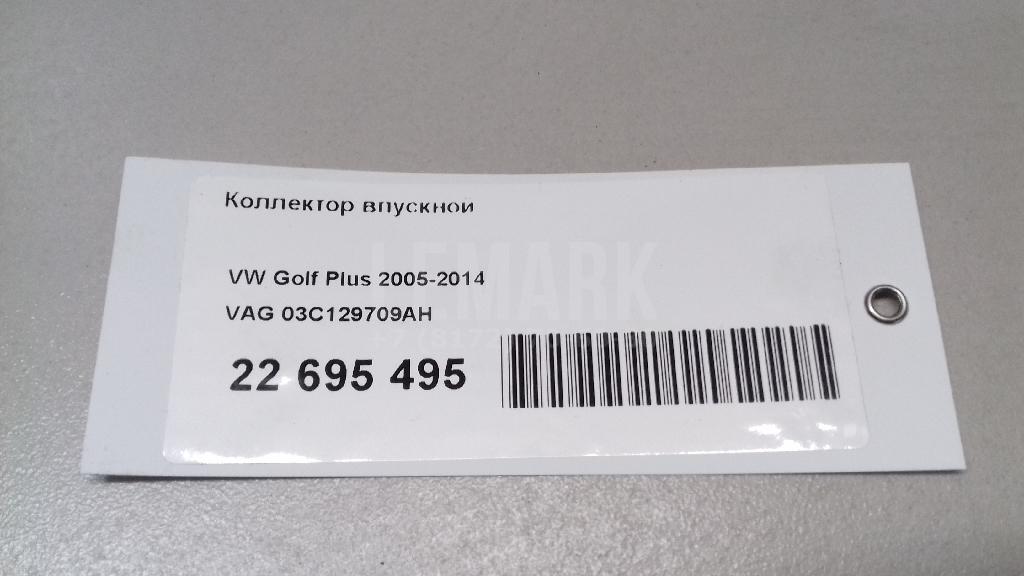 Коллектор впускной
LEMARK
VW Golf Plus 2005-2014
VAG 03C129709AH
22 695 495